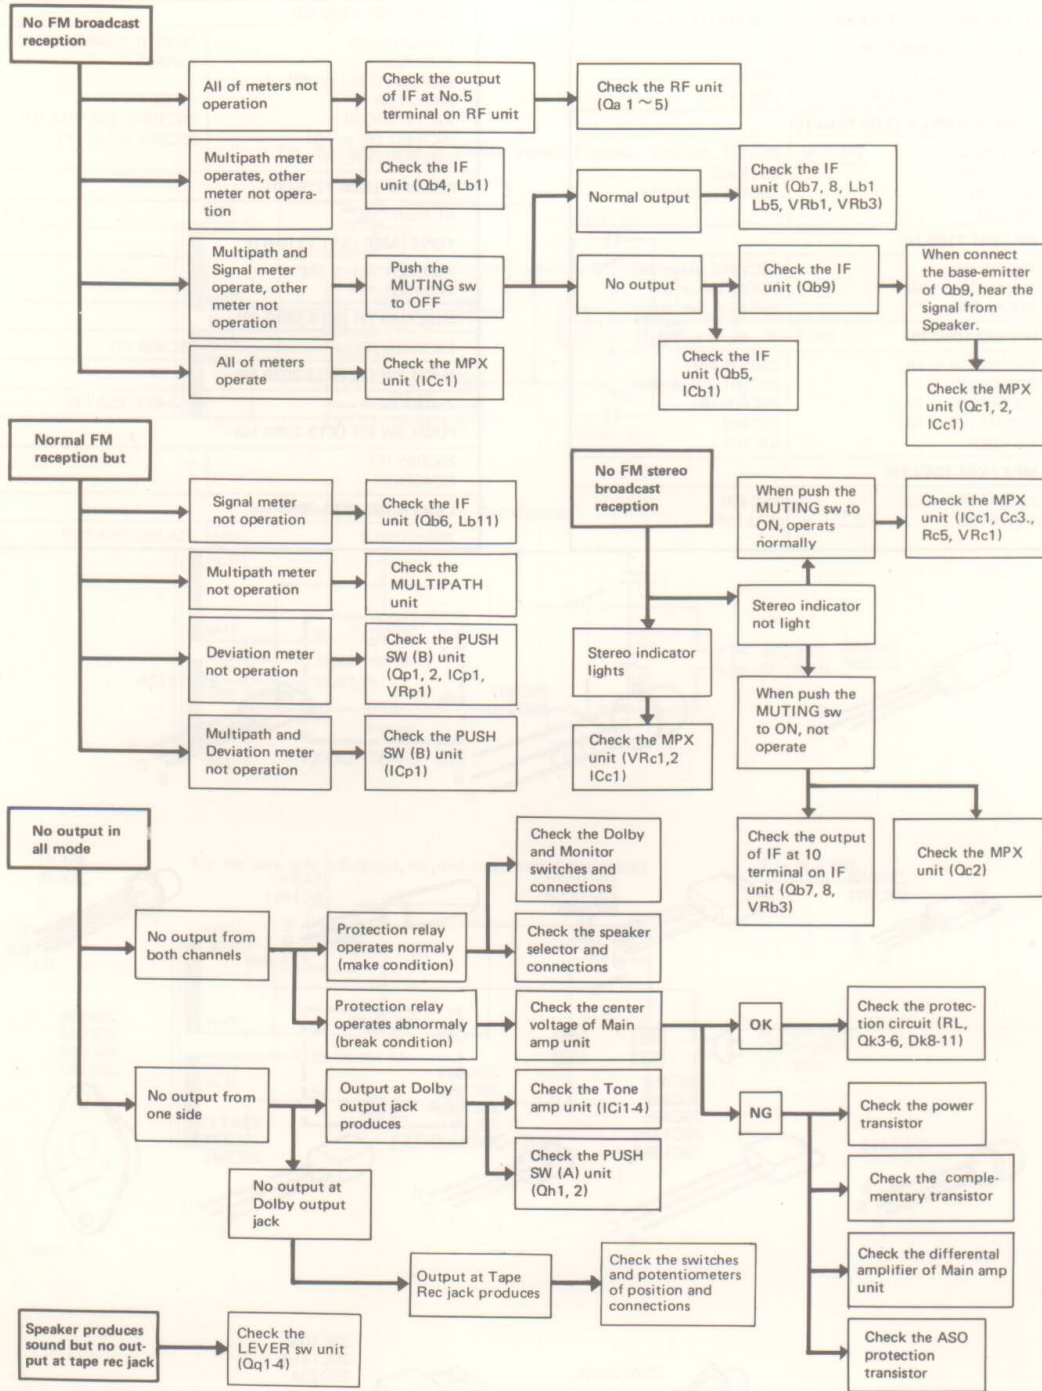 No FM broadcast
reception
All of meters not
operation
Check the output
of IF at No.5
terminal on RF unit
Check the RF unit
(Qa 1 ~ 5)
Multipath meter
operates, other
meter not opera-
tion
Check the IF
unit (Qb4, Lb1)
Multipath and
Signal meter
operate, other
meter not
operation
Push the
MUTING sw
to OFF
Normal output
Check the IF
unit (Qb7, 8, Lb1
Lb5, VRb1, VRb3)
No output
Check the IF
unit (Qb9)
When connect
the base-emitter
of Qb9, hear the
signal from
Speaker.
Check the IF
unit (Qb5,
ICb1)
Check the MPX
unit (Qc1, 2,
ICc1)
All of meters
operate
Check the MPX
unit (ICc1)
Normal FM
reception but
Signal meter
not operation
Check the IF
unit (Qb6, Lb11)
Multipath meter
not operation
Check the
MULTIPATH
unit
Deviation meter
not operation
Check the PUSH
SW (B) unit
(Qp1, 2, ICp1,
VRp1)
Multipath and
Deviation meter
not operation
Check the PUSH
SW (B) unit
(ICp1)
No FM stereo
broadcast
reception
When push the
MUTING sw to
ON, operats
normally
Check the MPX
unit (ICc1, Cc3.,
Rc5, VRc1)
Stereo indicator
not light
Stereo indicator
lights
When push the
MUTING sw
to ON, not
operate
Check the MPX
unit (VRc1,2
ICc1)
Check the output
of IF at 10
terminal on IF
unit (Qb7, 8,
VRb3)
Check the MPX
unit (Qc2)
No output in
all mode
No output from
both channels
Protection relay
operates normaly
(make condition)
Check the Dolby
and Monitor
switches and
connections
Check the speaker
selector and
connections
Protection relay
operates abnormaly
(break condition)
Check the center
voltage of Main
amp unit
OK
Check the protec-
tion circuit (RL,
Qk3-6, Dk8-11)
NG
Check the power
transistor
Check the comple-
mentary transistor
Check the differental
amplifier of Main amp
unit
Check the ASO
protection
transistor
No output from
one side
Output at Dolby
output jack
produces
Check the Tone
amp unit (ICi1-4)
Check the PUSH
SW (A) unit
(Qh1, 2)
No output at
Dolby output
jack
Output at Tape
Rec jack produces
Check the switches
and potentiometers
of position and
connections
Speaker produces
sound but no out-
put at tape rec jack
Check the
LEVER sw unit
(Qq1-4)